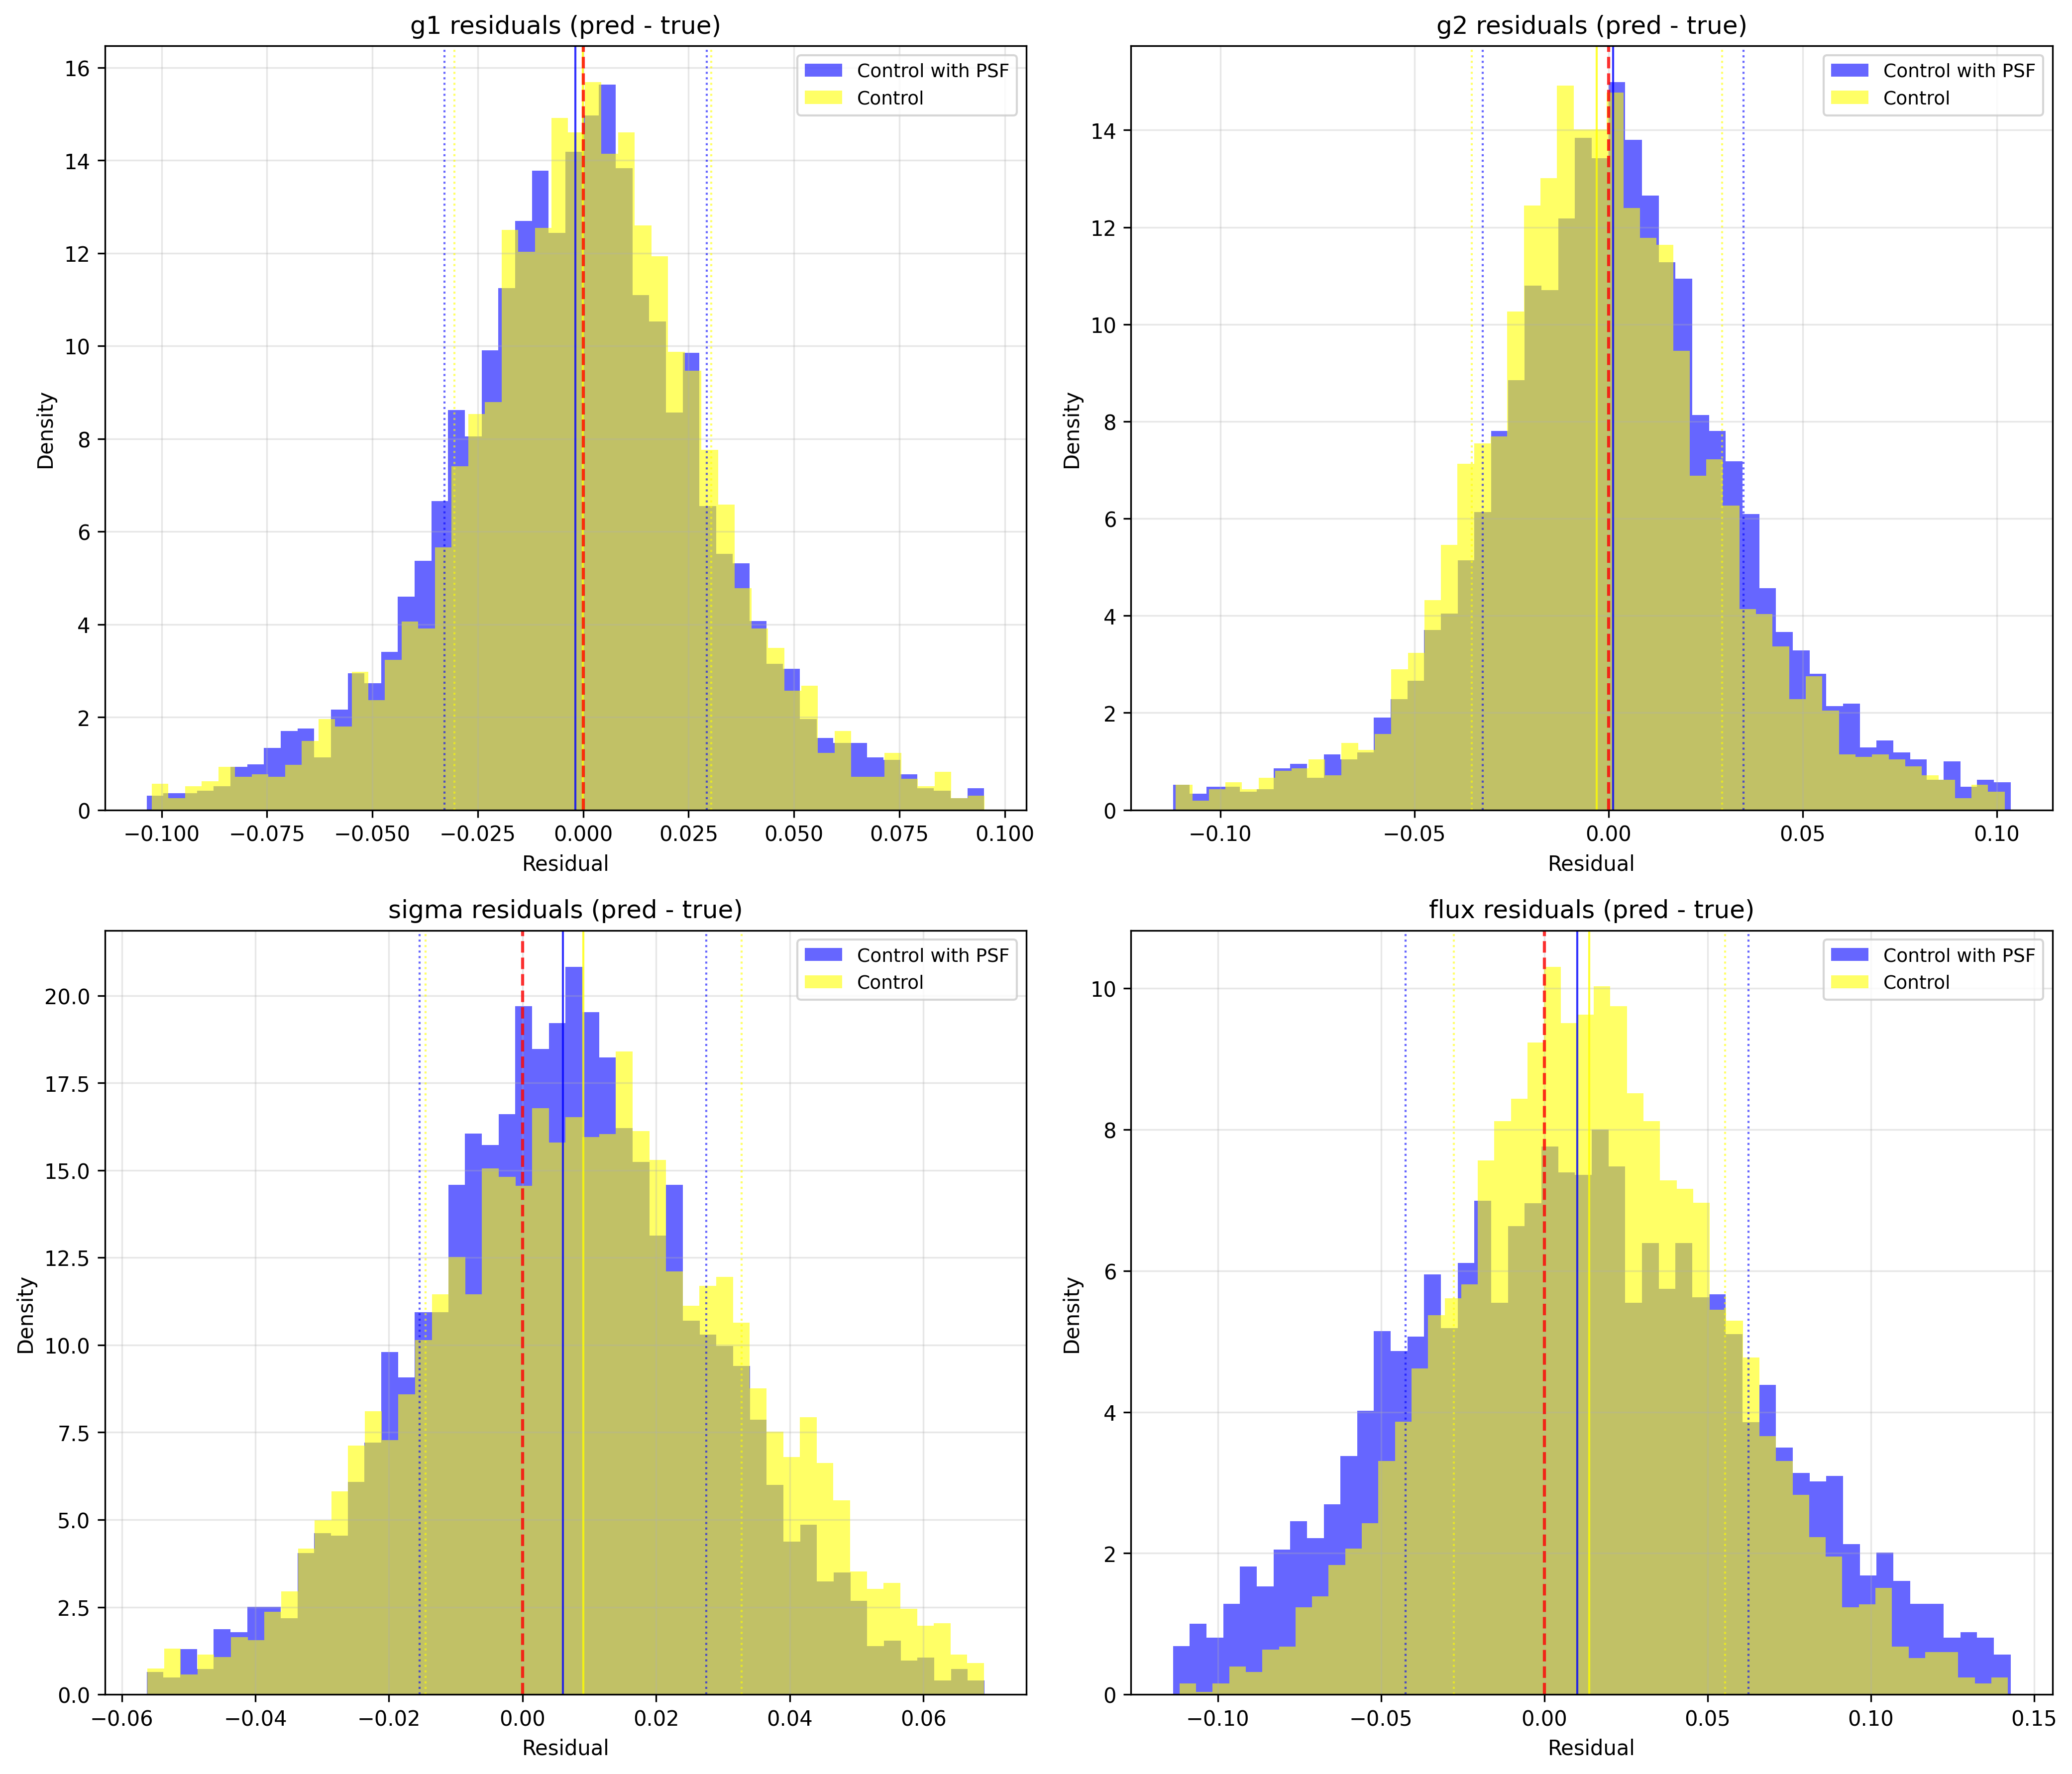 g1 residuals (pred - true)
16
14
12
10
8
6
4
2
0
Density
−0.100 −0.075 −0.050 −0.025 0.000 0.025 0.050 0.075 0.100
Residual
Control with PSF
Control
g2 residuals (pred - true)
14
12
10
8
6
4
2
0
Density
−0.10 −0.05 0.00 0.05 0.10
Residual
Control with PSF
Control
sigma residuals (pred - true)
20.0
17.5
15.0
12.5
10.0
7.5
5.0
2.5
0.0
Density
−0.06 −0.04 −0.02 0.00 0.02 0.04 0.06
Residual
Control with PSF
Control
flux residuals (pred - true)
10
8
6
4
2
0
Density
−0.10 −0.05 0.00 0.05 0.10 0.15
Residual
Control with PSF
Control